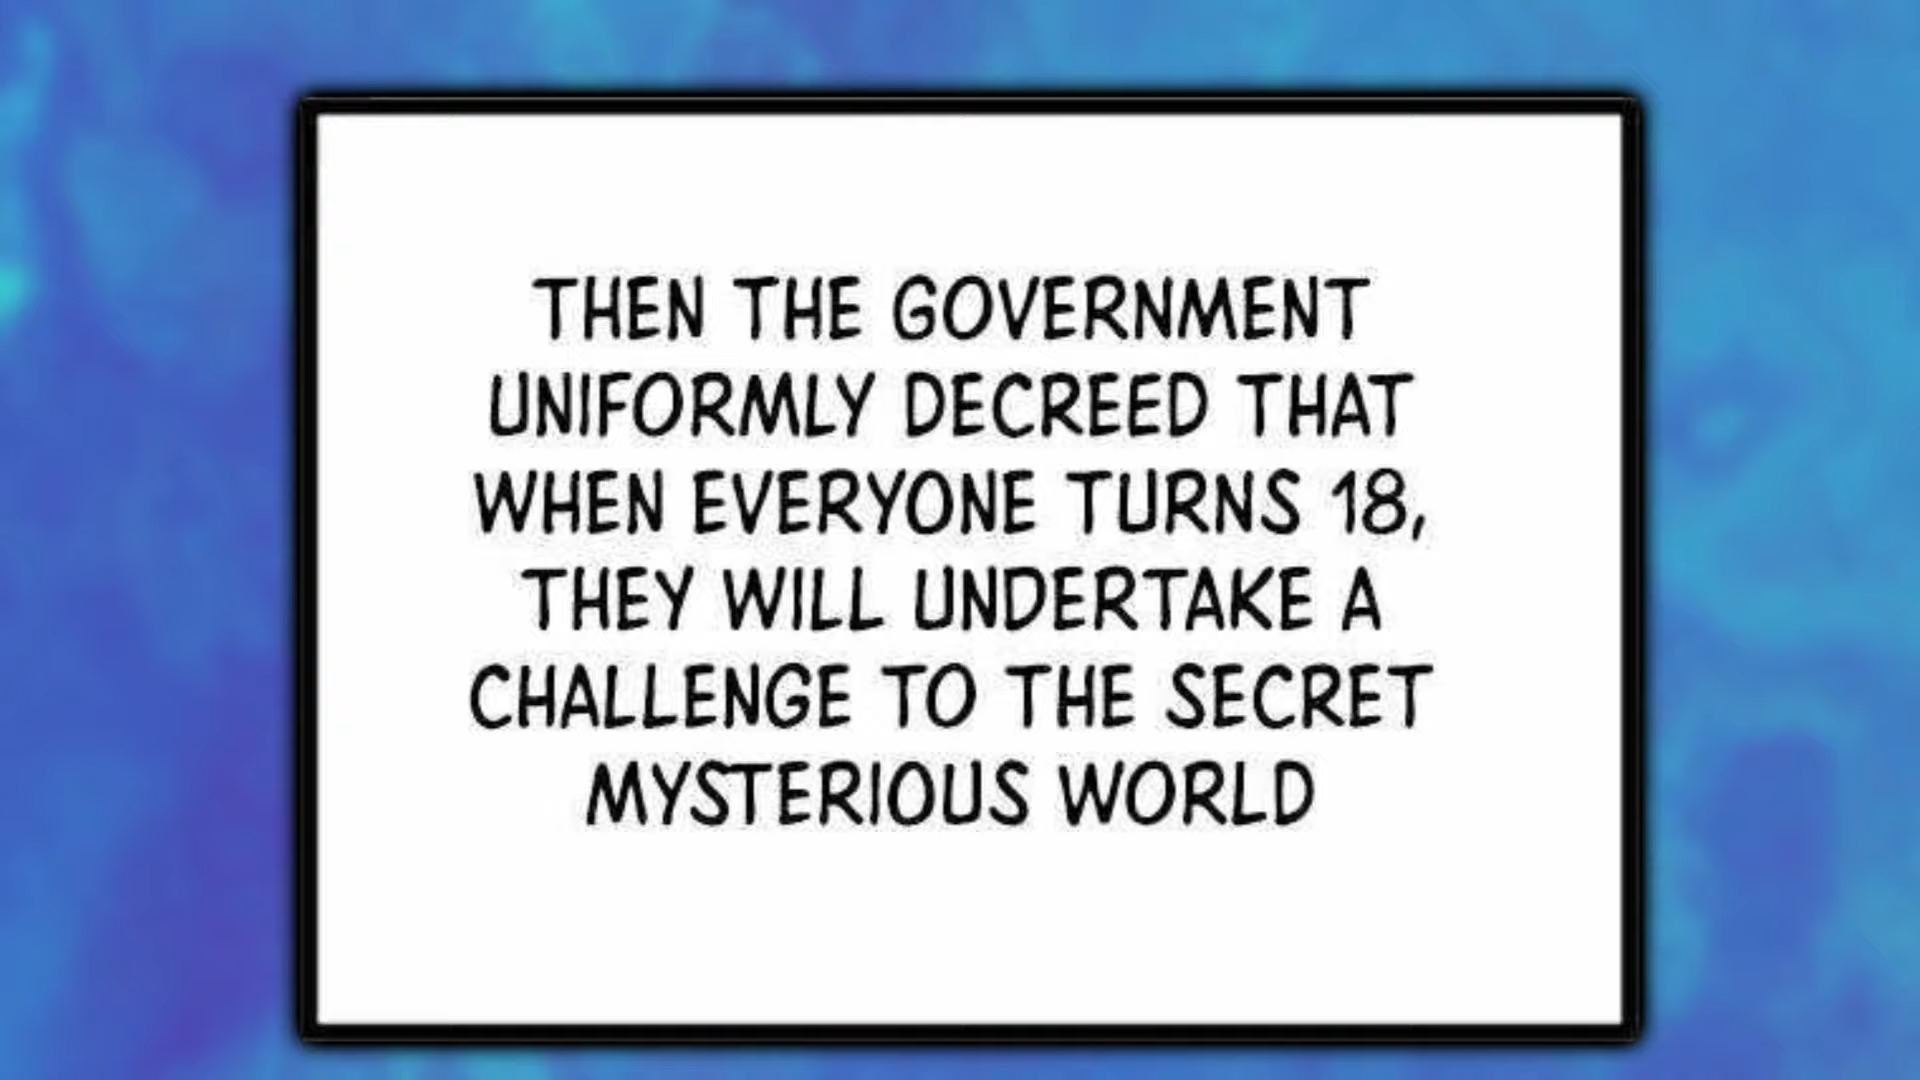 THEN THE GOVERNMENT
UNIFORMLY DECREED THAT
WHEN EVERYONE TURNS 18,
THEY WILL UNDERTAKE A
CHALLENGE TO THE SECRET
MYSTERIOUS WORLD